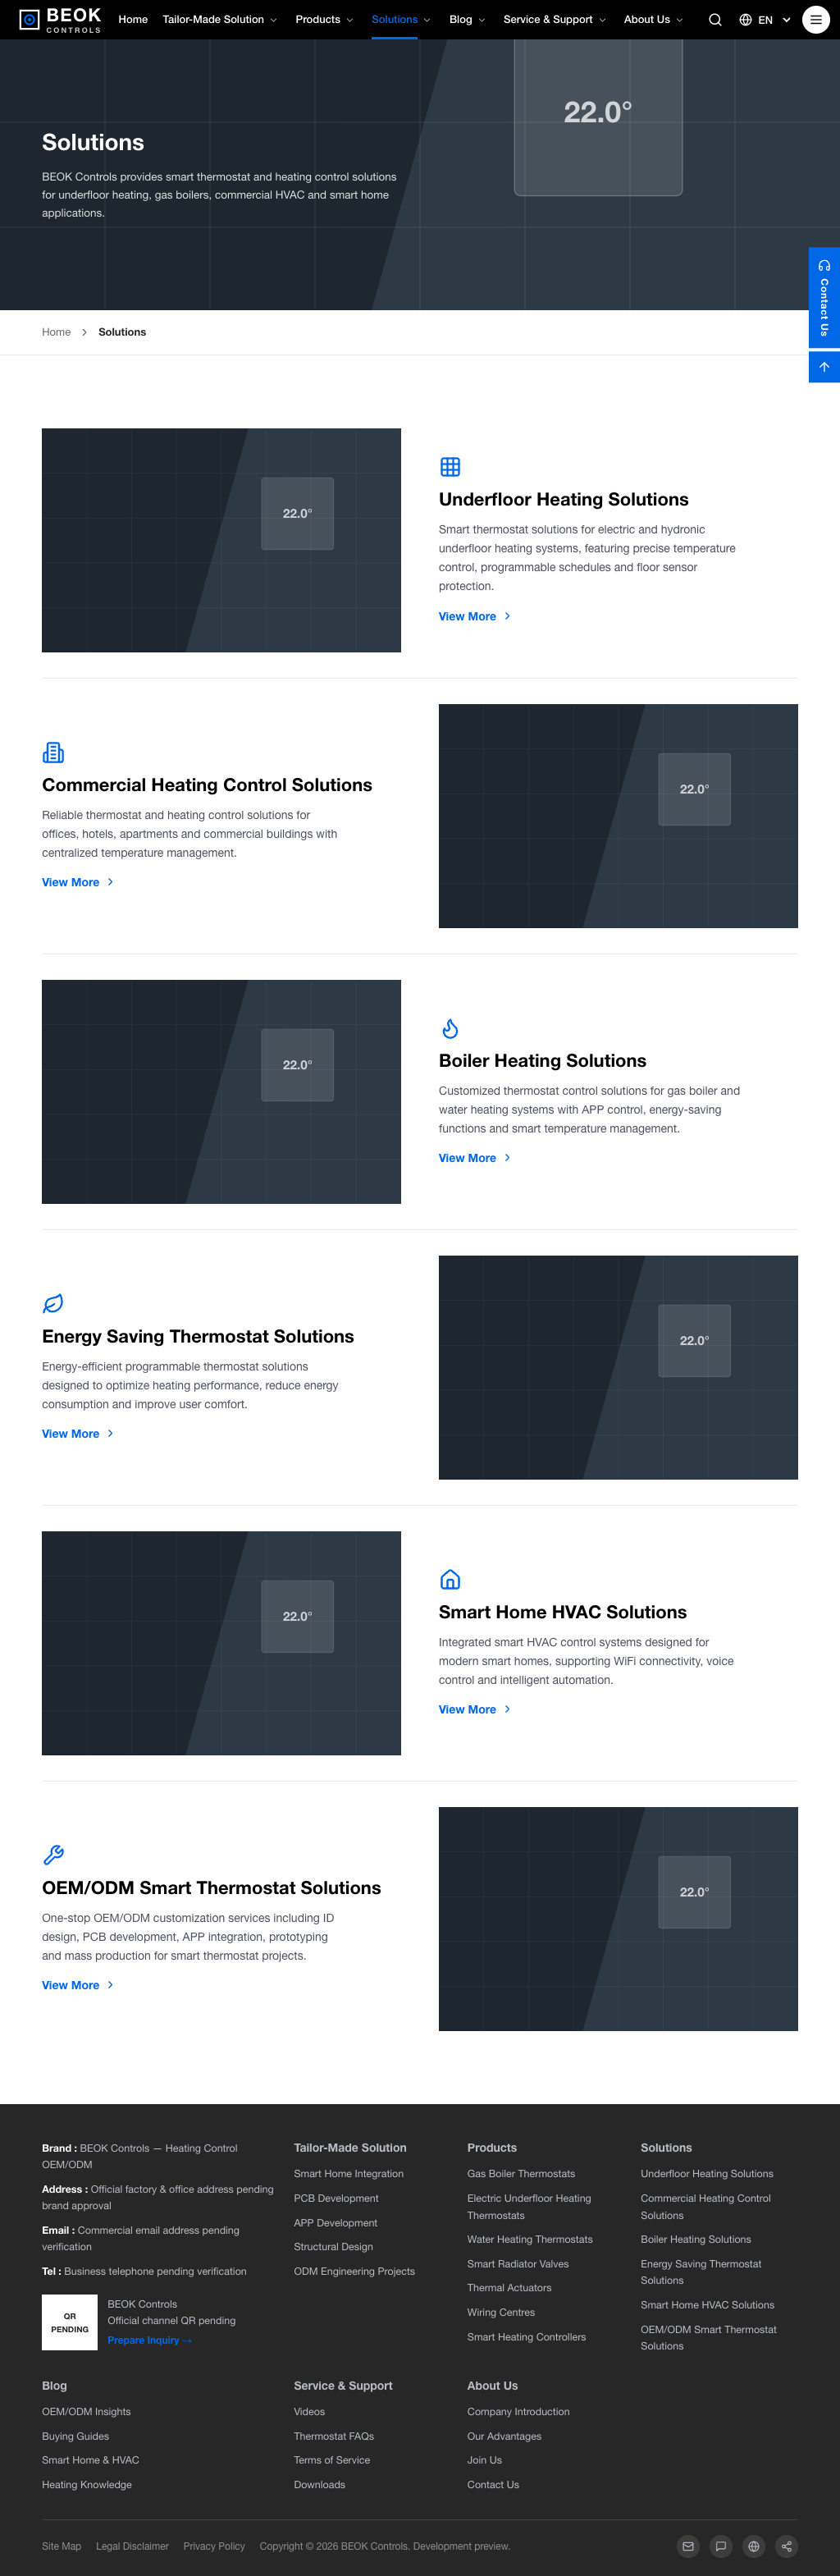 BEOK
CONTROLS
Home
Tailor-Made Solution
Products
Solutions
Blog
Service & Support
About Us
EN
22.0°
Solutions
BEOK Controls provides smart thermostat and heating control solutions
for underfloor heating, gas boilers, commercial HVAC and smart home
applications.
Contact Us
Home
Solutions
22.0°
Underfloor Heating Solutions
Smart thermostat solutions for electric and hydronic
underfloor heating systems, featuring precise temperature
control, programmable schedules and floor sensor
protection.
View More
Commercial Heating Control Solutions
Reliable thermostat and heating control solutions for
offices, hotels, apartments and commercial buildings with
centralized temperature management.
View More
22.0°
22.0°
Boiler Heating Solutions
Customized thermostat control solutions for gas boiler and
water heating systems with APP control, energy-saving
functions and smart temperature management.
View More
Energy Saving Thermostat Solutions
Energy-efficient programmable thermostat solutions
designed to optimize heating performance, reduce energy
consumption and improve user comfort.
View More
22.0°
22.0°
Smart Home HVAC Solutions
Integrated smart HVAC control systems designed for
modern smart homes, supporting WiFi connectivity, voice
control and intelligent automation.
View More
OEM/ODM Smart Thermostat Solutions
One-stop OEM/ODM customization services including ID
design, PCB development, APP integration, prototyping
and mass production for smart thermostat projects.
View More
22.0°
Brand : BEOK Controls — Heating Control
OEM/ODM
Address : Official factory & office address pending
brand approval
Email : Commercial email address pending
verification
Tel : Business telephone pending verification
QR
PENDING
BEOK Controls
Official channel QR pending
Prepare Inquiry →
Tailor-Made Solution
Smart Home Integration
PCB Development
APP Development
Structural Design
ODM Engineering Projects
Products
Gas Boiler Thermostats
Electric Underfloor Heating
Thermostats
Water Heating Thermostats
Smart Radiator Valves
Thermal Actuators
Wiring Centres
Smart Heating Controllers
Solutions
Underfloor Heating Solutions
Commercial Heating Control
Solutions
Boiler Heating Solutions
Energy Saving Thermostat
Solutions
Smart Home HVAC Solutions
OEM/ODM Smart Thermostat
Solutions
Blog
OEM/ODM Insights
Buying Guides
Smart Home & HVAC
Heating Knowledge
Service & Support
Videos
Thermostat FAQs
Terms of Service
Downloads
About Us
Company Introduction
Our Advantages
Join Us
Contact Us
Site Map
Legal Disclaimer
Privacy Policy
Copyright © 2026 BEOK Controls. Development preview.